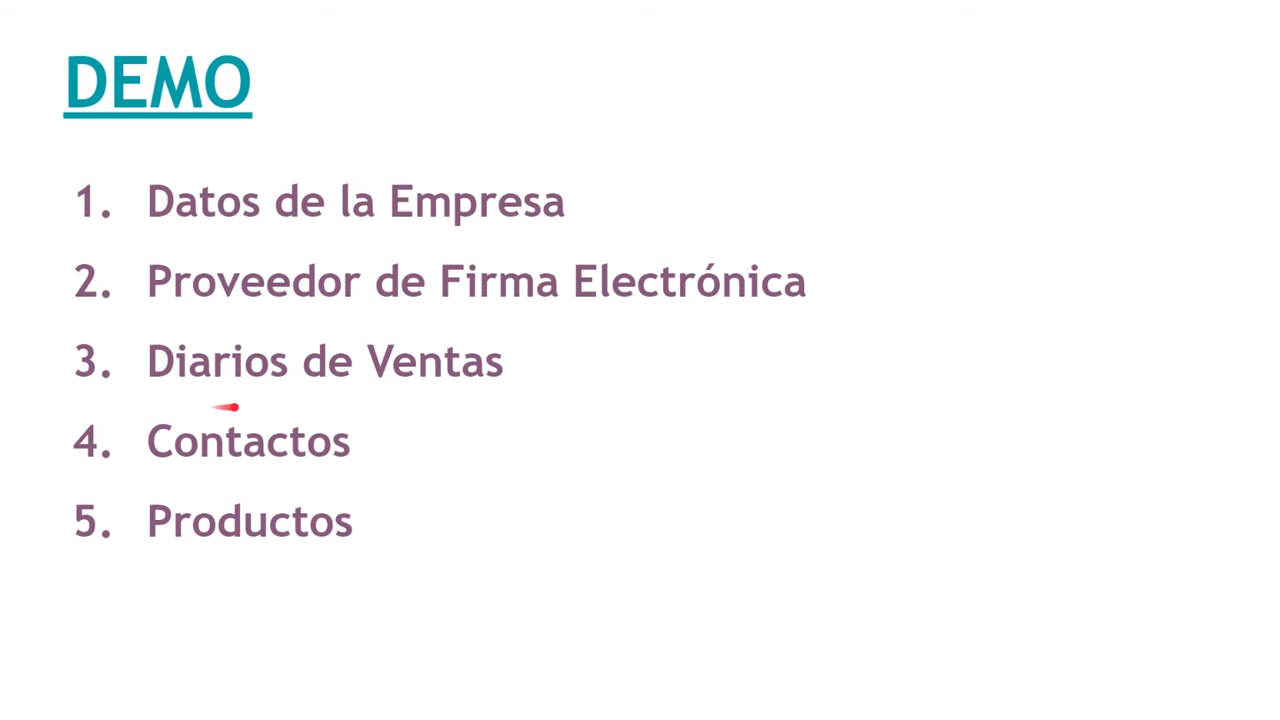 DEMO
1. Datos de la Empresa
2. Proveedor de Firma Electrónica
3. Diarios de Ventas
4. Contactos
5. Productos